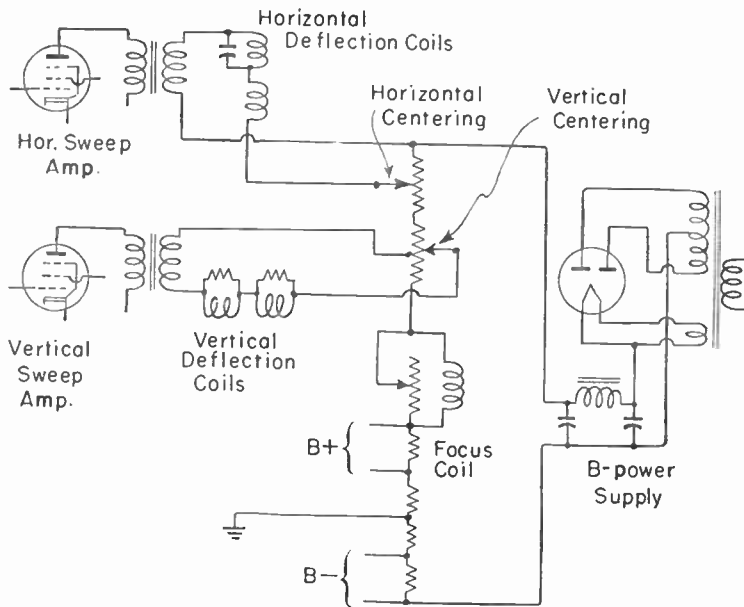 Horizontal
Deflection Coils
Horizontal
Centering
Vertical
Centering
Hor. Sweep
Amp.
Vertical
Sweep
Amp.
Vertical
Deflection
Coils
B+
Focus
Coil
B-power
Supply
B−